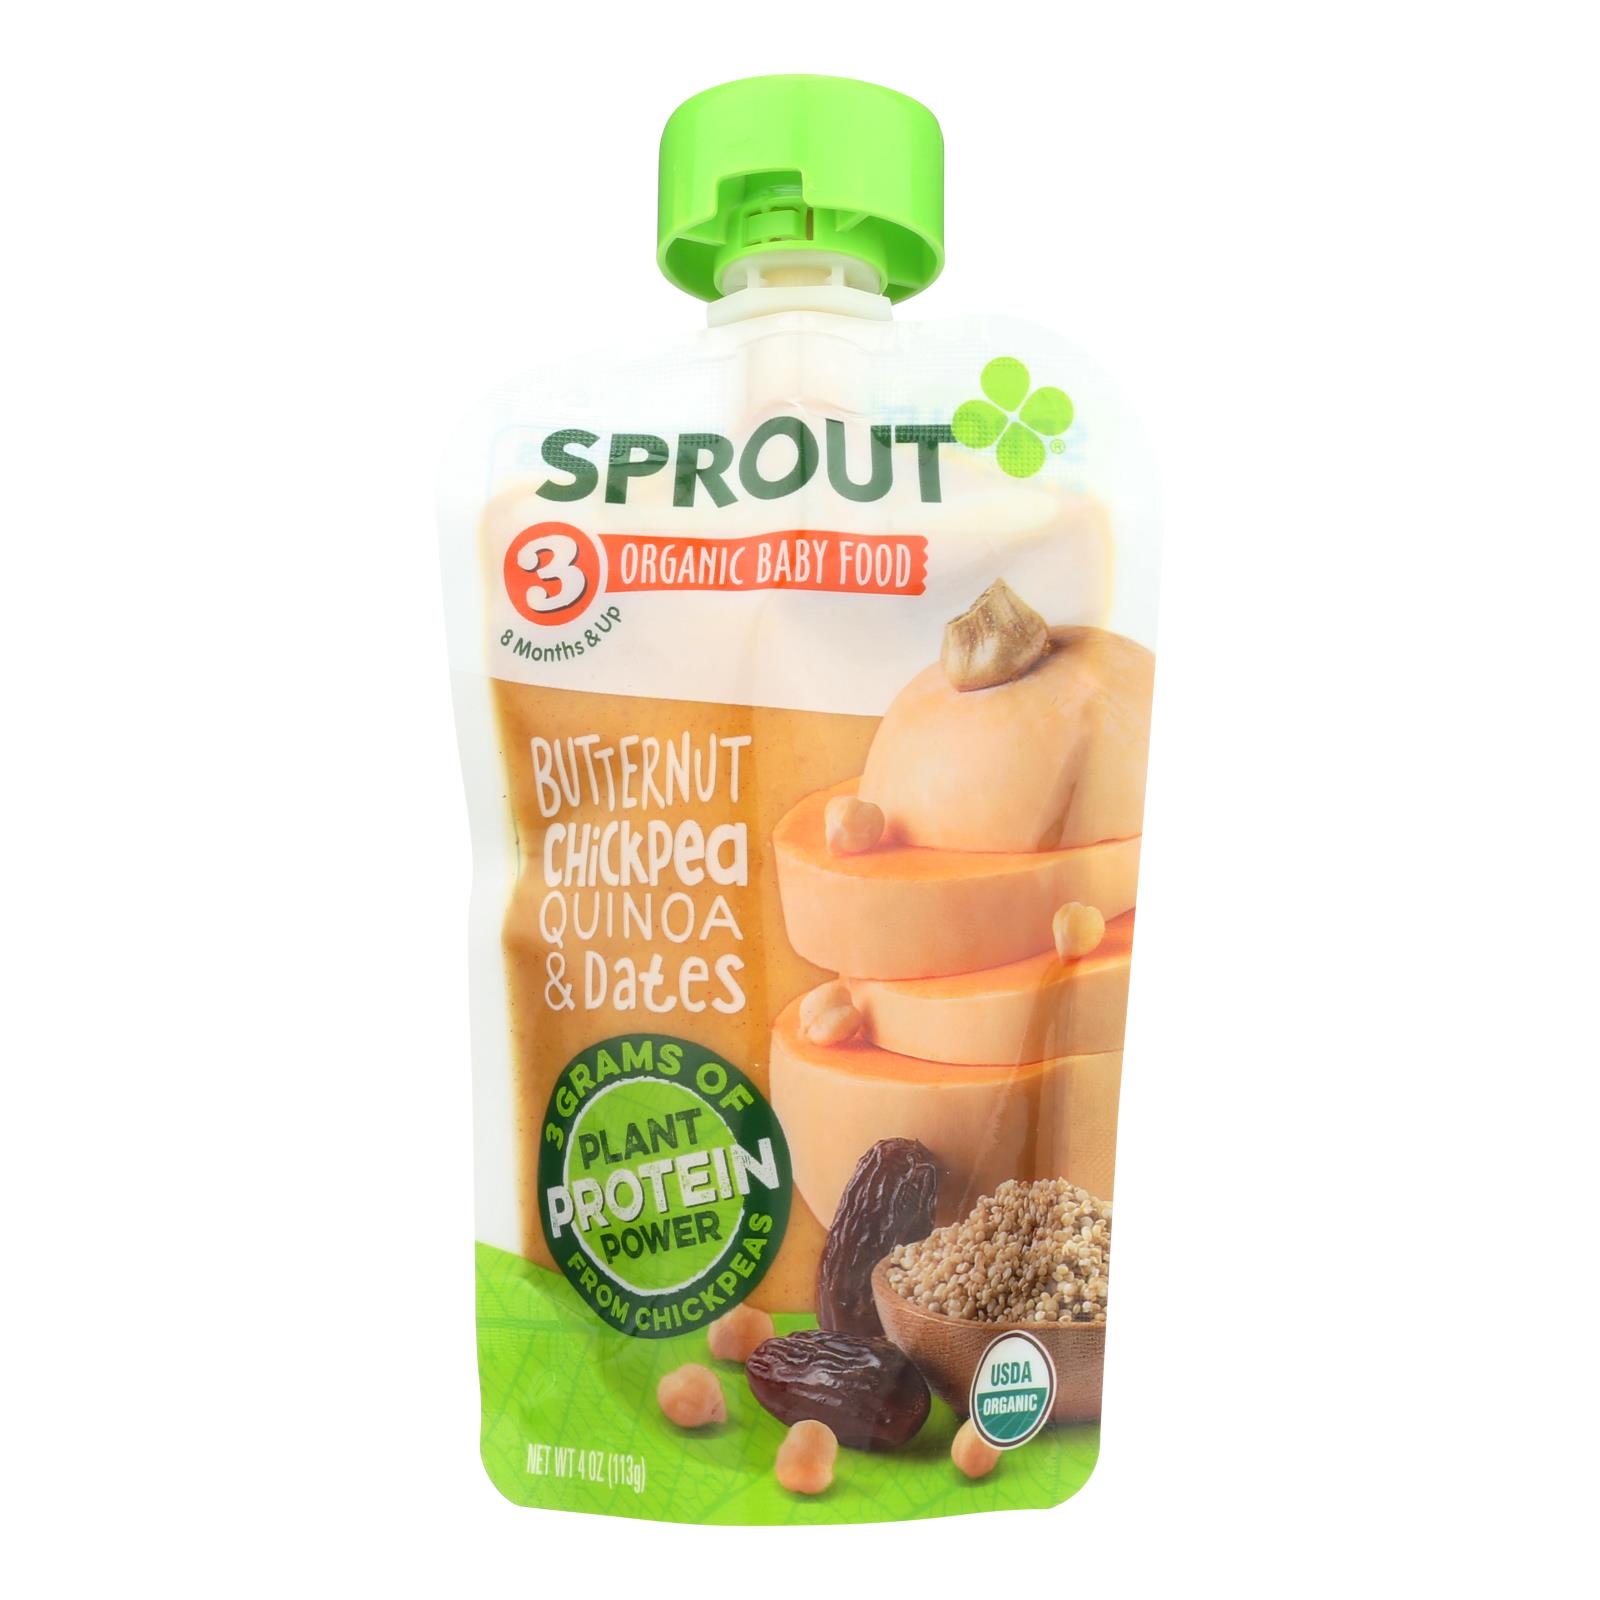 SPROUT®
3 ORGANIC BABY FOOD
8 Months & Up
BUTTERNUT
CHickpea
QUINOA
& Dates
3 GRAMS OF
PLANT
PROTEIN
POWER
FROM CHICKPEAS
USDA
ORGANIC
NET WT 4 OZ (113g)